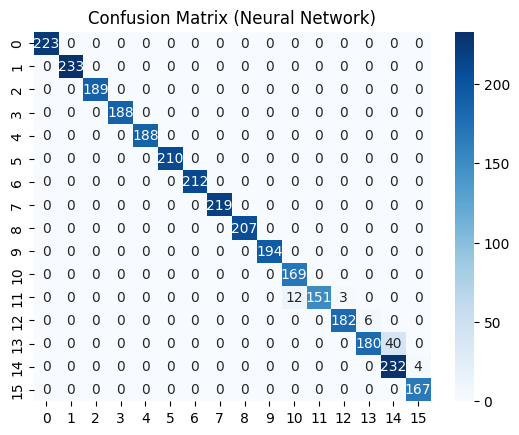 Confusion Matrix (Neural Network)
0 223 0 0 0 0 0 0 0 0 0 0 0 0 0 0 0
1 0 233 0 0 0 0 0 0 0 0 0 0 0 0 0 0
2 0 0 189 0 0 0 0 0 0 0 0 0 0 0 0 0
3 0 0 0 188 0 0 0 0 0 0 0 0 0 0 0 0
4 0 0 0 0 188 0 0 0 0 0 0 0 0 0 0 0
5 0 0 0 0 0 210 0 0 0 0 0 0 0 0 0 0
6 0 0 0 0 0 0 212 0 0 0 0 0 0 0 0 0
7 0 0 0 0 0 0 0 219 0 0 0 0 0 0 0 0
8 0 0 0 0 0 0 0 0 207 0 0 0 0 0 0 0
9 0 0 0 0 0 0 0 0 0 194 0 0 0 0 0 0
10 0 0 0 0 0 0 0 0 0 0 169 0 0 0 0 0
11 0 0 0 0 0 0 0 0 0 0 12 151 3 0 0 0
12 0 0 0 0 0 0 0 0 0 0 0 0 182 6 0 0
13 0 0 0 0 0 0 0 0 0 0 0 0 0 180 40 0
14 0 0 0 0 0 0 0 0 0 0 0 0 0 0 232 4
15 0 0 0 0 0 0 0 0 0 0 0 0 0 0 0 167
0 1 2 3 4 5 6 7 8 9 10 11 12 13 14 15
200
150
100
50
0